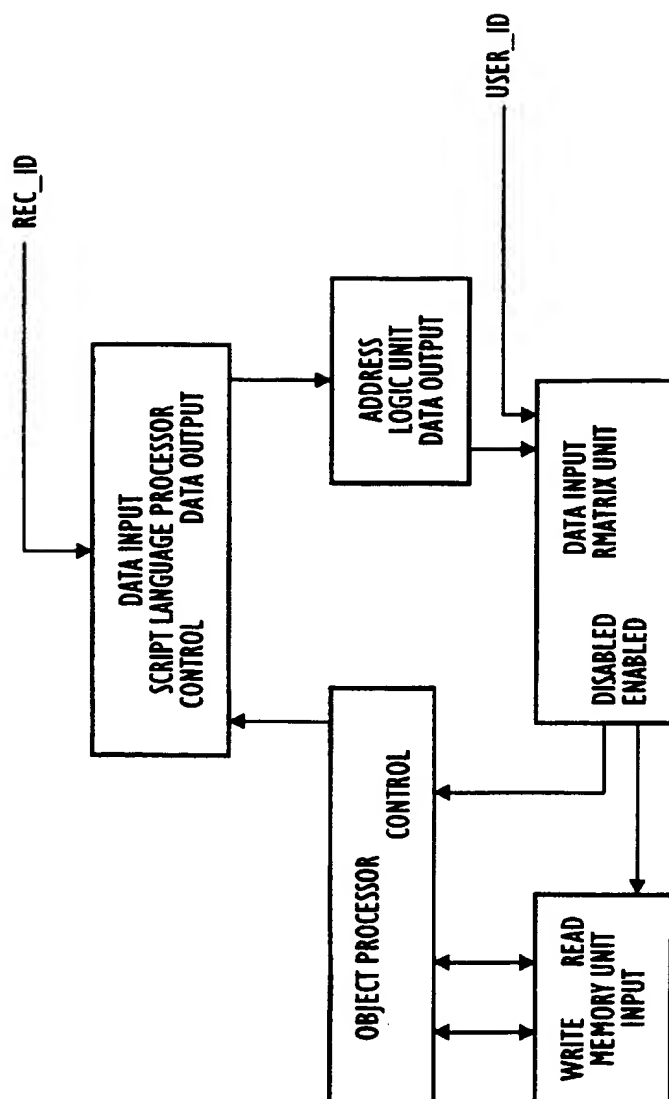 REC_ID
DATA INPUT
SCRIPT LANGUAGE PROCESSOR
CONTROL DATA OUTPUT
ADDRESS
LOGIC UNIT
DATA OUTPUT
USER_ID
OBJECT PROCESSOR
CONTROL
DATA INPUT
RMATRIX UNIT
DISABLED
ENABLED
WRITE READ
MEMORY UNIT
INPUT